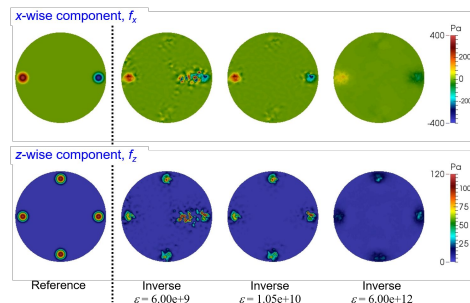 x-wise component, fx
Pa
400
200
0
-200
-400
z-wise component, fz
Pa
120
100
75
50
25
0
Reference
Inverse
ε = 6.00e+9
Inverse
ε = 1.05e+10
Inverse
ε = 6.00e+12